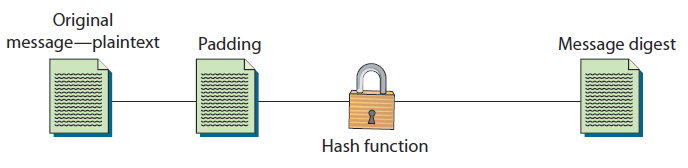 Original
message—plaintext
Padding
Hash function
Message digest